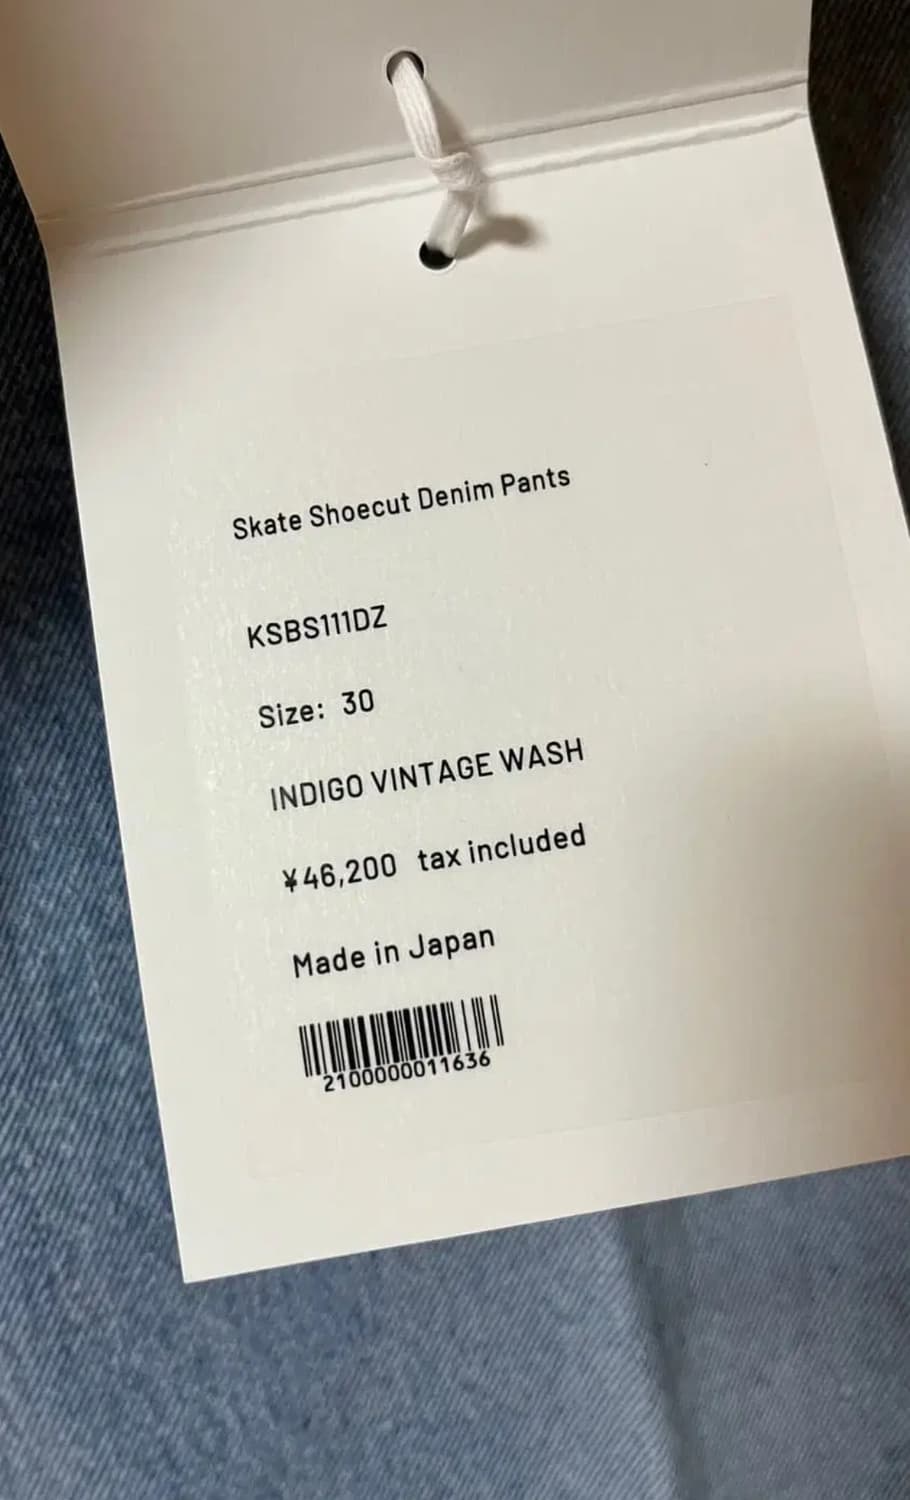 Skate Shoecut Denim Pants
KSBS111DZ
Size: 30
INDIGO VINTAGE WASH
¥46,200 tax included
Made in Japan
2100000011636